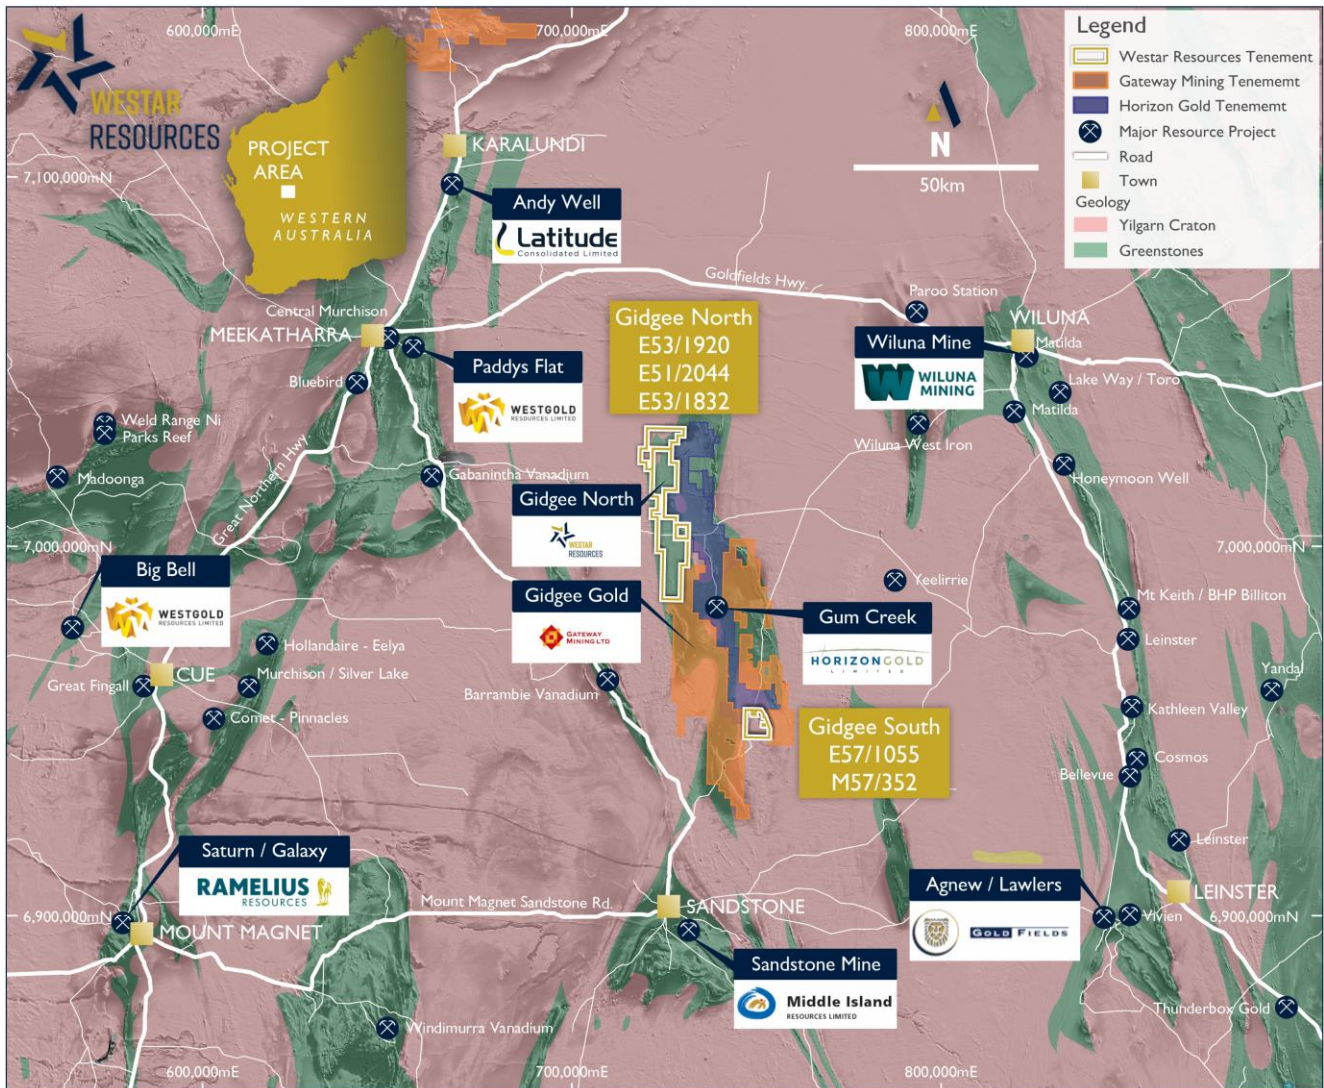 600,000mE
700,000mE
800,000mE
Legend
Westar Resources Tenement
Gateway Mining Tenememt
Horizon Gold Tenememt
Major Resource Project
Road
Town
Geology
Yilgarn Craton
Greenstones
WESTAR
RESOURCES
PROJECT
AREA
WESTERN
AUSTRALIA
N
50km
7,100,000mN
KARALUNDI
Andy Well
Latitude
Consolidated Limited
Goldfields Hwy.
Central Murchison
MEEKATHARRA
Paroo Station
WILUNA
Matilda
Gidgee North
E53/1920
E51/2044
E53/1832
Wiluna Mine
WILUNA
MINING
Paddys Flat
WESTGOLD
RESOURCES LIMITED
Bluebird
Lake Way / Toro
Matilda
Weld Range Ni
Parks Reef
Wiluna West Iron
Great Northern Hwy.
Madoonga
Gabanintha Vanadium
Honeymoon Well
Gidgee North
WESTAR
RESOURCES
7,000,000mN
7,000,000mN
Big Bell
WESTGOLD
RESOURCES LIMITED
Yeelirrie
Gidgee Gold
GATEWAY
MINING LTD
Gum Creek
HORIZONGOLD
LIMITED
Mt Keith / BHP Billiton
Leinster
Hollandaire - Eelya
CUE
Great Fingall
Murchison / Silver Lake
Barrambie Vanadium
Yandal
Comet - Pinnacles
Kathleen Valley
Gidgee South
E57/1055
M57/352
Cosmos
Bellevue
Leinster
Saturn / Galaxy
RAMELIUS
RESOURCES
Agnew / Lawlers
GOLD FIELDS
LEINSTER
Mount Magnet Sandstone Rd.
SANDSTONE
6,900,000mN
Vivien
6,900,000mN
MOUNT MAGNET
Sandstone Mine
Middle Island
RESOURCES LIMITED
Thunderbox Gold
Windimurra Vanadium
600,000mE
700,000mE
800,000mE